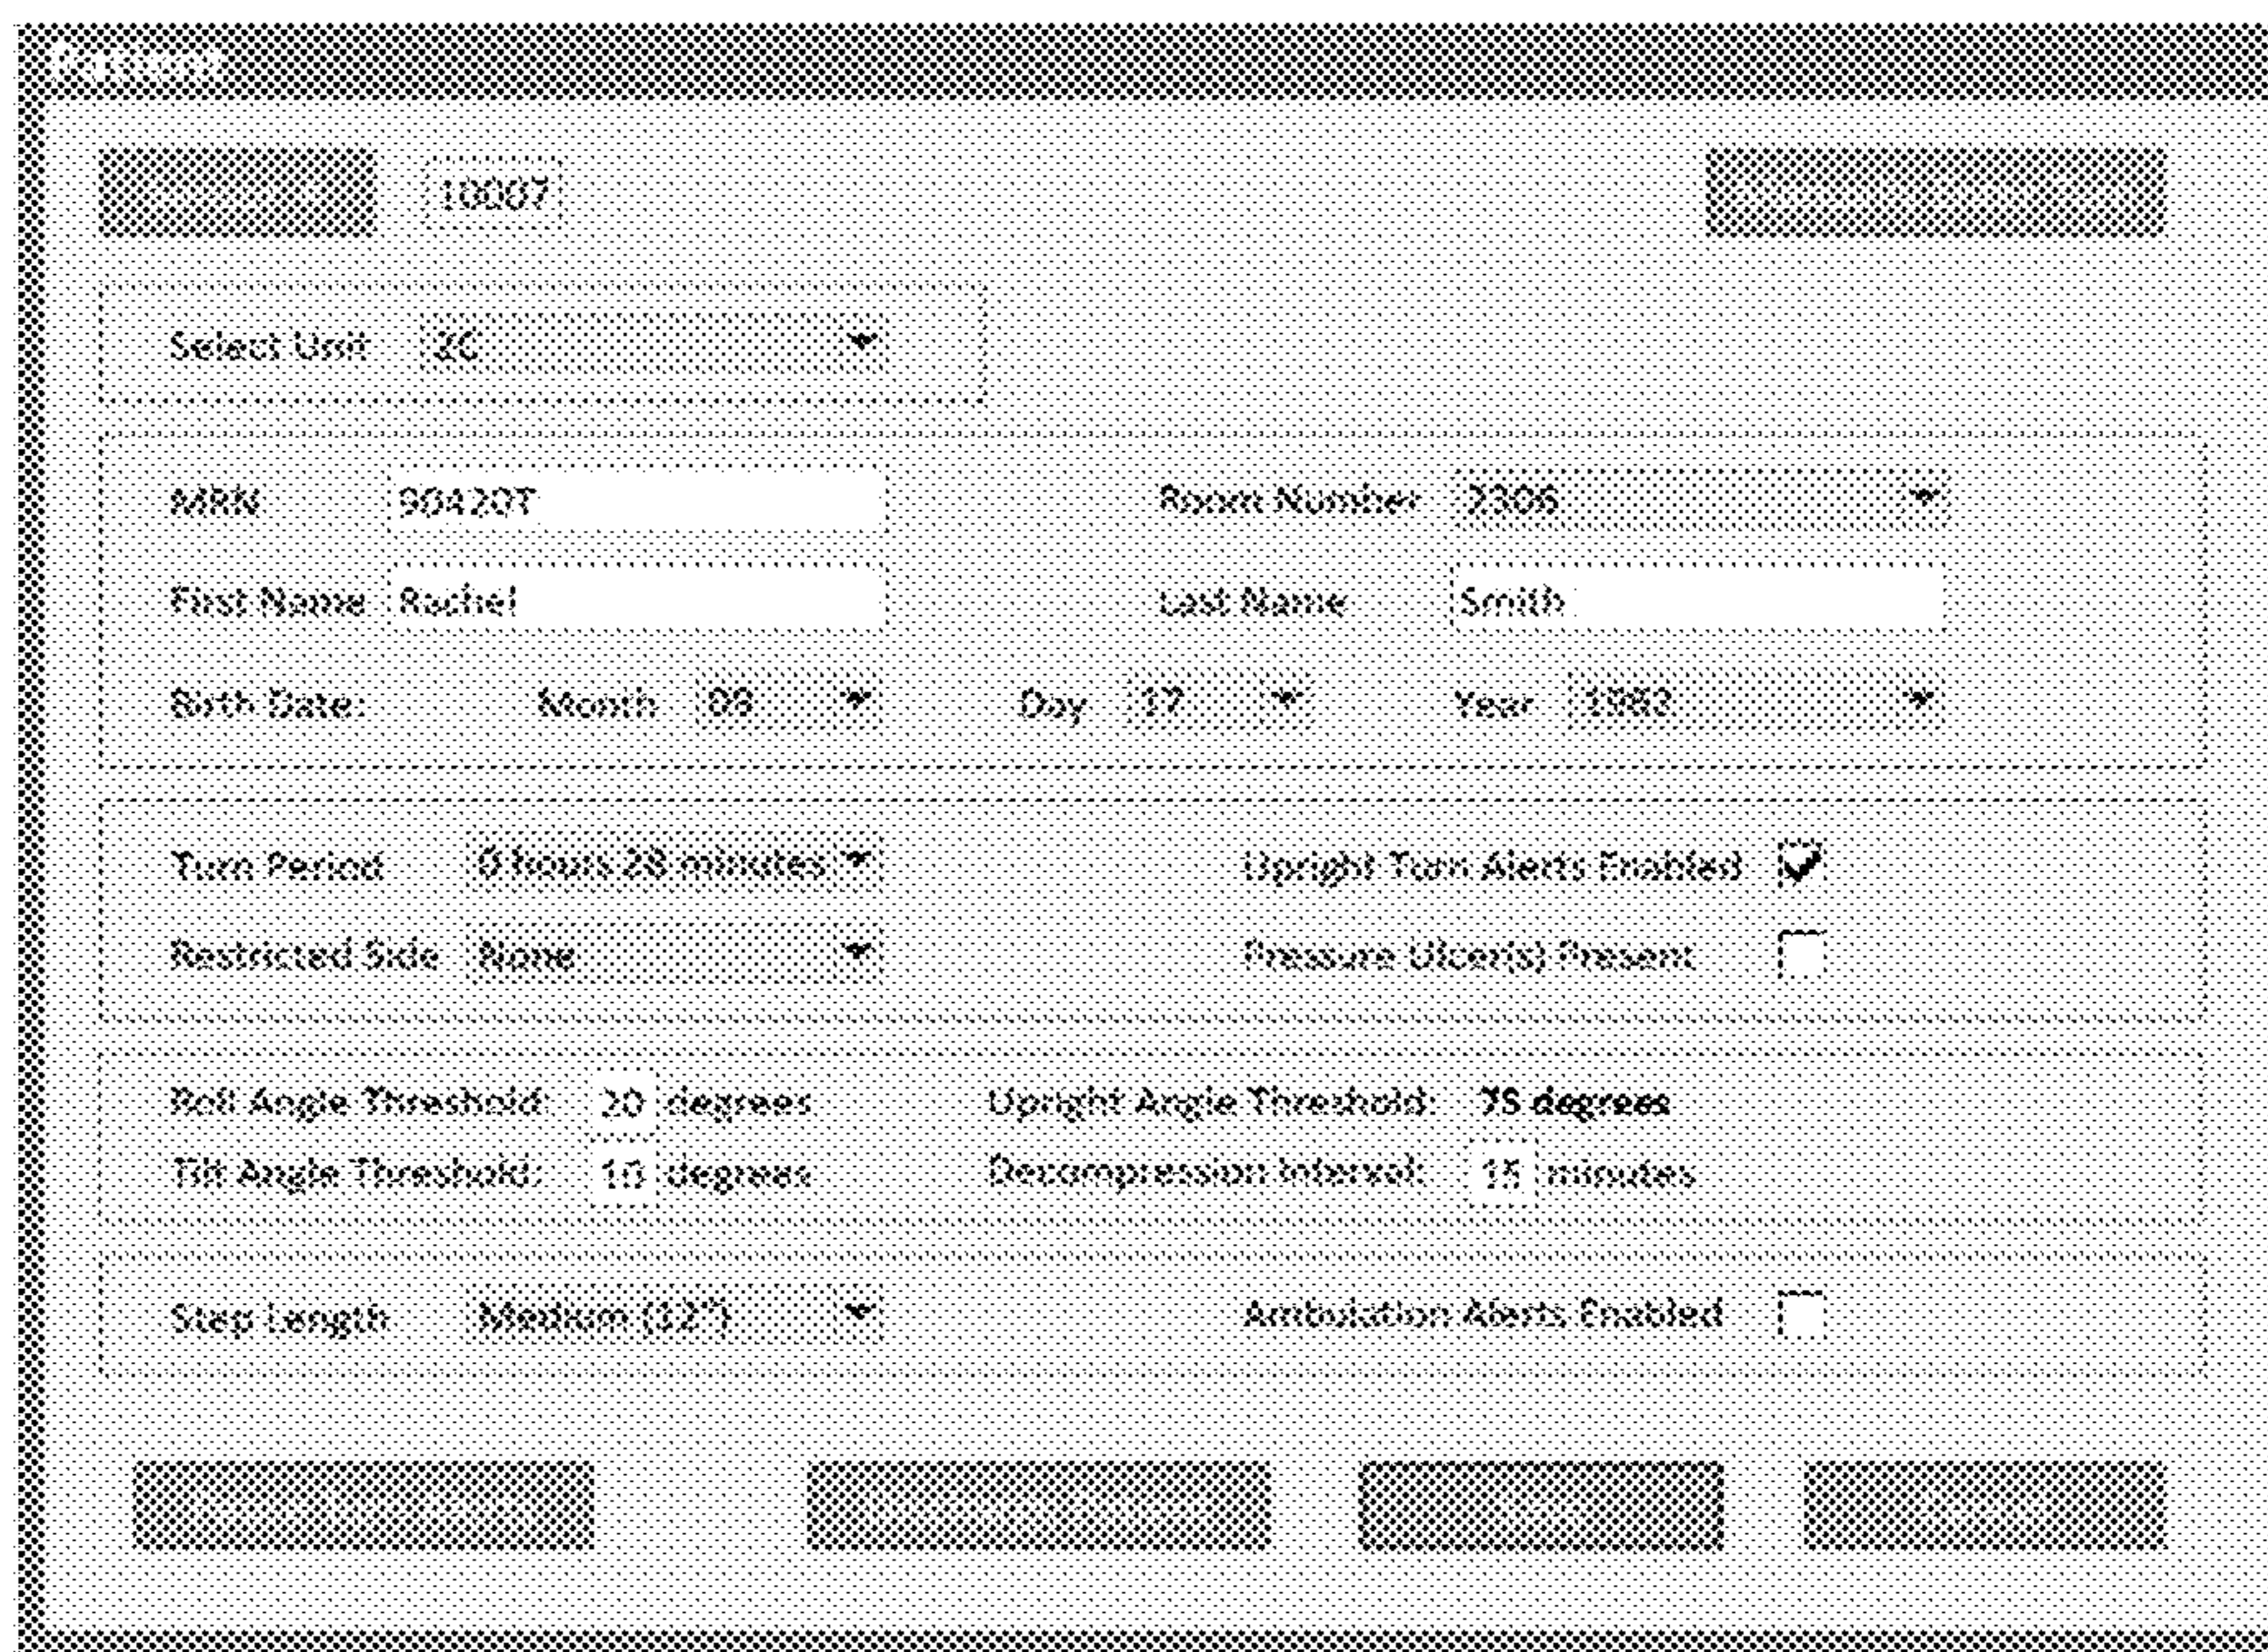 Patient
10007
Select Unit 2C
MRN 90420T Room Number 2306
First Name Rachel Last Name Smith
Birth Date: Month 09 Day 17 Year 1982
Turn Period 0 hours 28 minutes Upright Turn Alerts Enabled
Restricted Side None Pressure Ulcer(s) Present
Roll Angle Threshold: 20 degrees Upright Angle Threshold: 75 degrees
Tilt Angle Threshold: 10 degrees Decompression Interval: 15 minutes
Step Length Medium (12") Ambulation Alerts Enabled